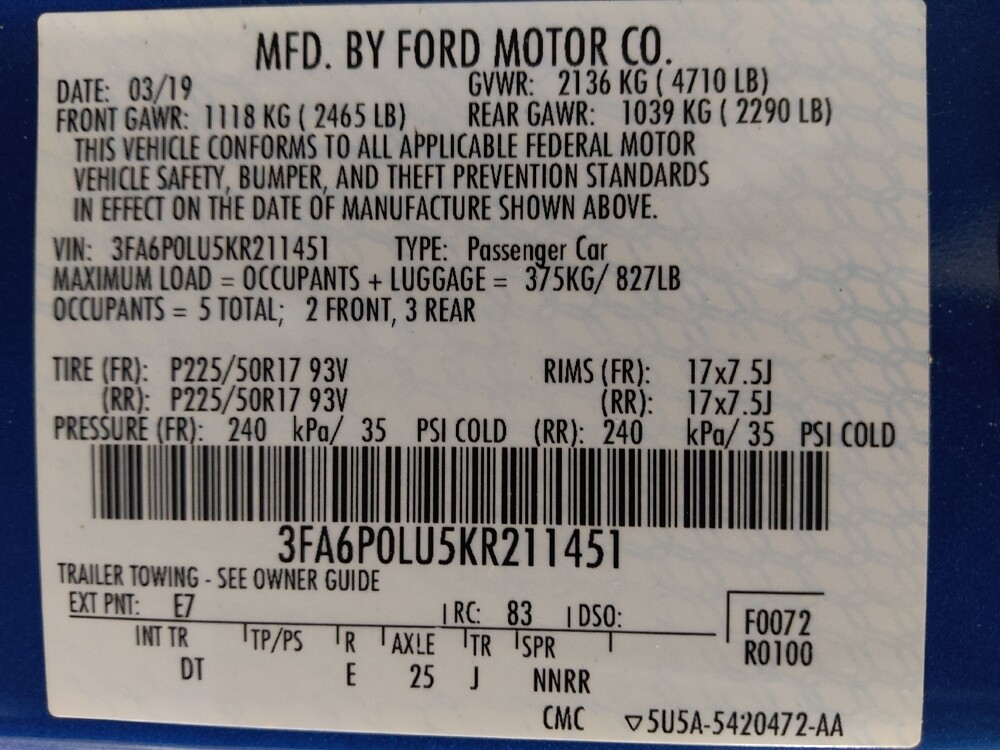 MFD. BY FORD MOTOR CO.
DATE: 03/19 GVWR: 2136 KG ( 4710 LB)
FRONT GAWR: 1118 KG ( 2465 LB) REAR GAWR: 1039 KG ( 2290 LB)
THIS VEHICLE CONFORMS TO ALL APPLICABLE FEDERAL MOTOR
VEHICLE SAFETY, BUMPER, AND THEFT PREVENTION STANDARDS
IN EFFECT ON THE DATE OF MANUFACTURE SHOWN ABOVE.
VIN: 3FA6P0LU5KR211451 TYPE: Passenger Car
MAXIMUM LOAD = OCCUPANTS + LUGGAGE = 375KG/ 827LB
OCCUPANTS = 5 TOTAL; 2 FRONT, 3 REAR
TIRE (FR): P225/50R17 93V RIMS (FR): 17x7.5J
(RR): P225/50R17 93V (RR): 17x7.5J
PRESSURE (FR): 240 kPa/ 35 PSI COLD (RR): 240 kPa/ 35 PSI COLD
3FA6P0LU5KR211451
TRAILER TOWING - SEE OWNER GUIDE
EXT PNT: E7 RC: 83 DSO:
F0072
INT TR TP/PS R AXLE TR SPR
R0100
DT E 25 J NNRR
CMC ▽5U5A-5420472-AA